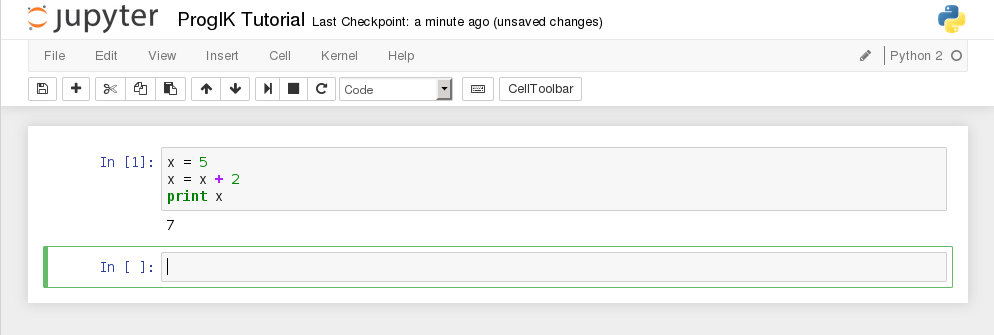 jupyter ProgIK Tutorial Last Checkpoint: a minute ago (unsaved changes)
File Edit View Insert Cell Kernel Help Python 2
Code CellToolbar
In [1]: x = 5
x = x + 2
print x
7
In [ ]: